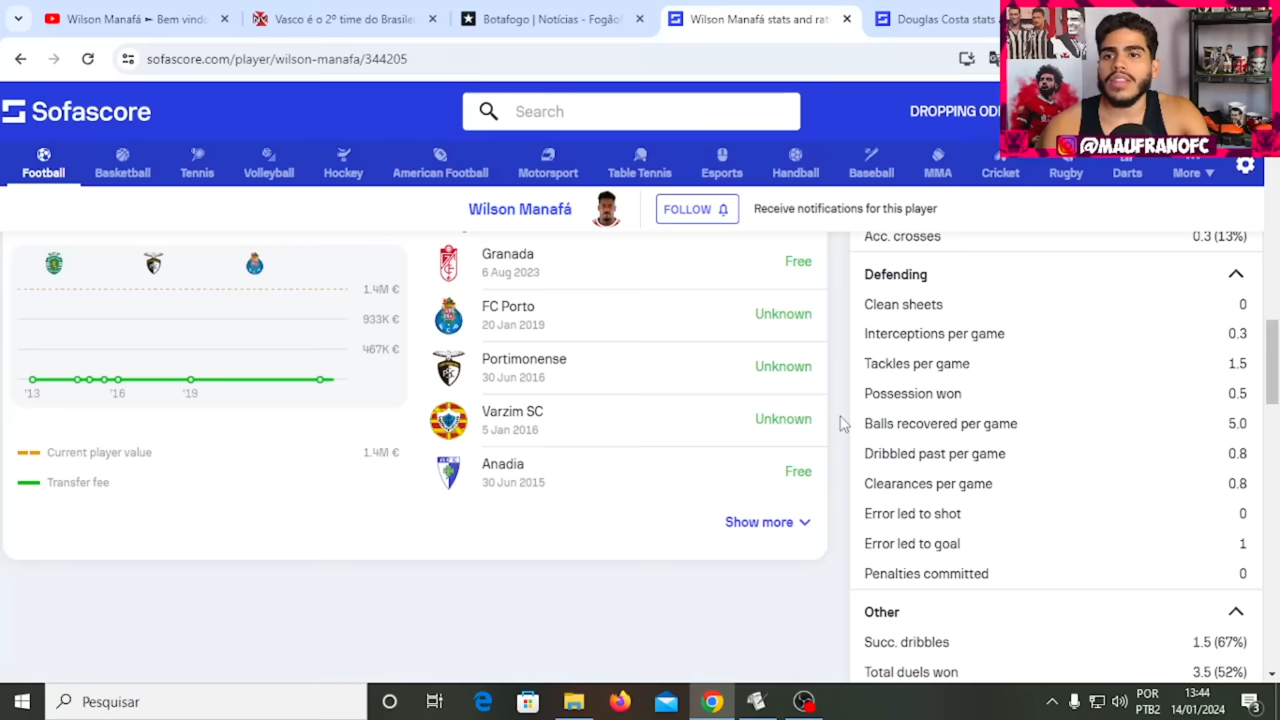 Wilson Manafá ► Bem vindo
Vasco é o 2º time do Brasilei
Botafogo | Notícias - Fogão
Wilson Manafá stats and rat
Douglas Costa stats
sofascore.com/player/wilson-manafa/344205
Sofascore
Search
DROPPING ODD
@MAUFRANOFC
Football
Basketball
Tennis
Volleyball
Hockey
American Football
Motorsport
Table Tennis
Esports
Handball
Baseball
MMA
Cricket
Rugby
Darts
More
Wilson Manafá
FOLLOW
Receive notifications for this player
1.4M €
933K €
467K €
'13
'16
'19
Current player value
1.4M €
Transfer fee
Granada
6 Aug 2023
Free
FC Porto
20 Jan 2019
Unknown
Portimonense
30 Jun 2016
Unknown
Varzim SC
5 Jan 2016
Unknown
Anadia
30 Jun 2015
Free
Show more
Acc. crosses
0.3 (13%)
Defending
Clean sheets
0
Interceptions per game
0.3
Tackles per game
1.5
Possession won
0.5
Balls recovered per game
5.0
Dribbled past per game
0.8
Clearances per game
0.8
Error led to shot
0
Error led to goal
1
Penalties committed
0
Other
Succ. dribbles
1.5 (67%)
Total duels won
3.5 (52%)
Pesquisar
POR
PTB2
13:44
14/01/2024
3